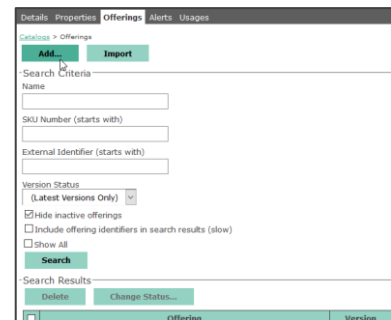 Details Properties Offerings Alerts Usages
Catalogs > Offerings
Add... Import
Search Criteria
Name
SKU Number (starts with)
External Identifier (starts with)
Version Status
(Latest Versions Only)
Hide inactive offerings
Include offering identifiers in search results (slow)
Show All
Search
Search Results
Delete Change Status...
Offering Version